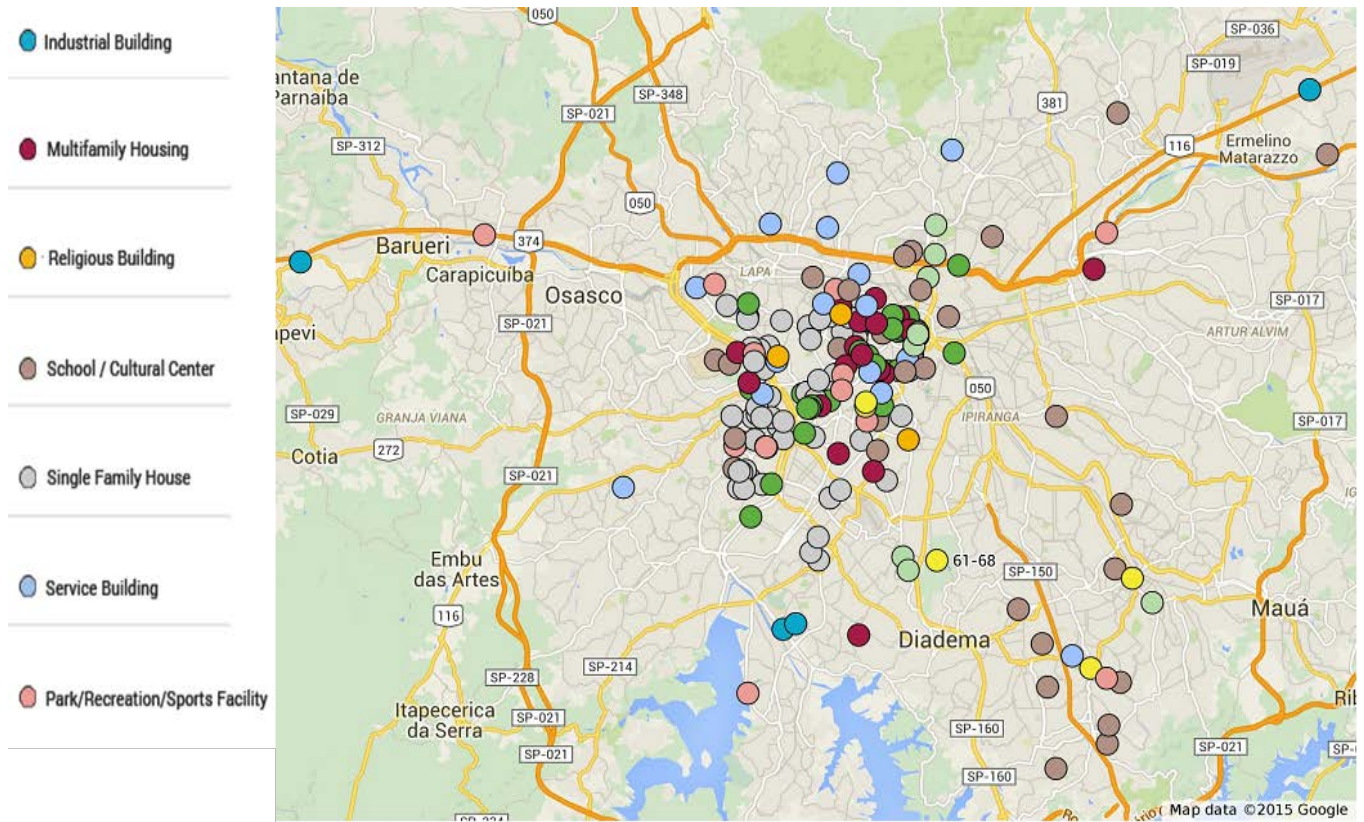 Industrial Building
Multifamily Housing
Religious Building
School / Cultural Center
Single Family House
Service Building
Park/Recreation/Sports Facility
050
SP-036
SP-019
antana de
Parnaíba
SP-348
381
SP-021
SP-312
116
Ermelino
Matarazzo
050
Barueri
374
LAPA
Carapicuíba
Osasco
SP-017
SP-021
apevi
ARTUR ALVIM
050
SP-029
GRANJA VIANA
IPIRANGA
SP-017
272
Cotia
SP-021
Embu
das Artes
61-68
SP-150
116
Mauá
Diadema
SP-214
SP-228
Itapecerica
da Serra
SP-021
SP-160
Rib
SP-021
SP-021
SP-160
Map data ©2015 Google